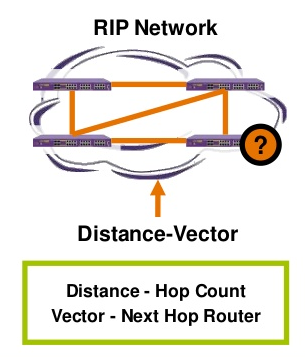 RIP Network
?
Distance-Vector
Distance - Hop Count
Vector - Next Hop Router